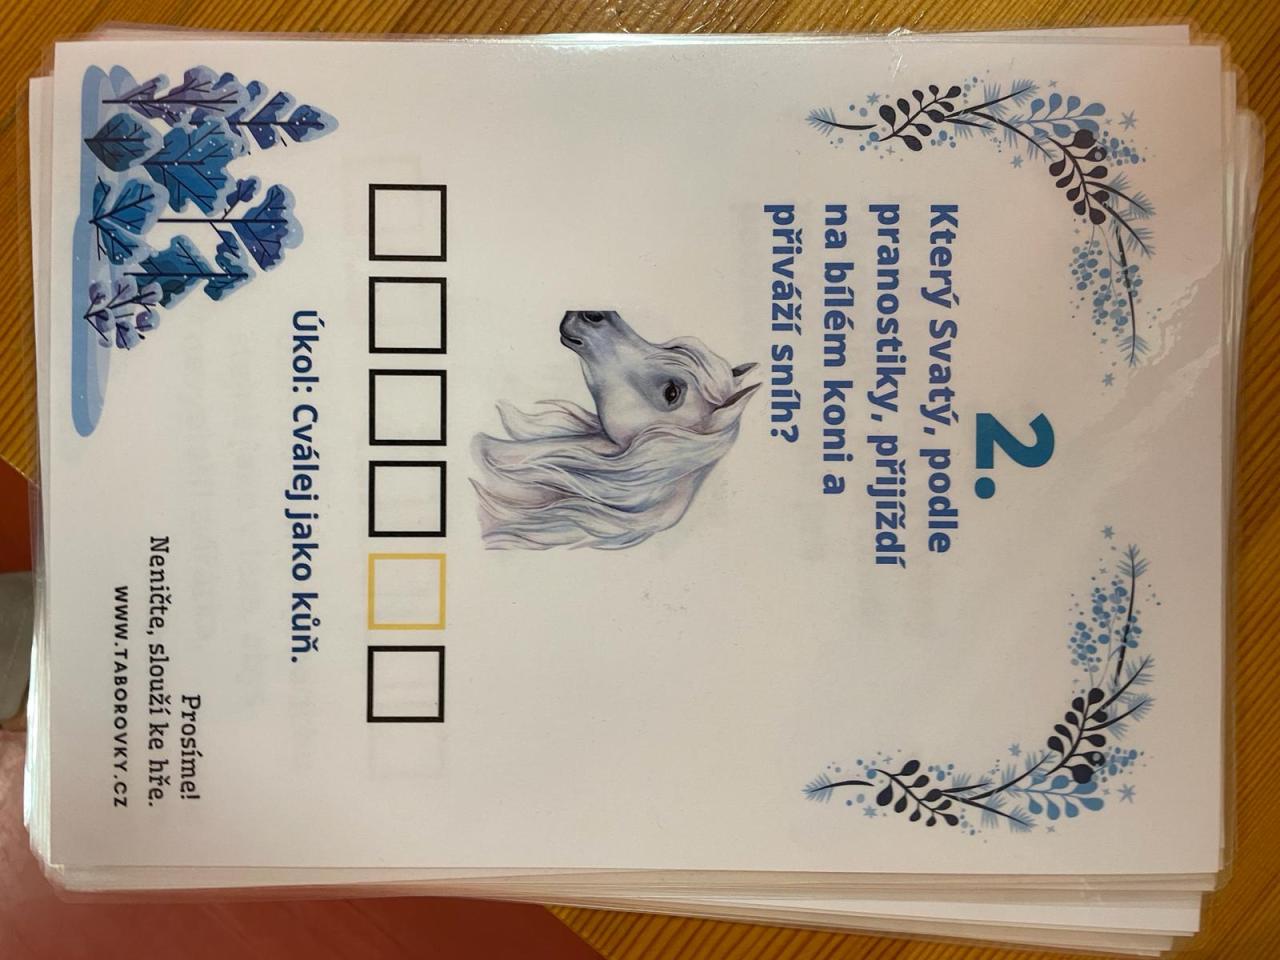 2.
Který Svatý, podle
pranostiky, přijíždí
na bílém koni a
přiváží sníh?
Úkol: Cválej jako kůň.
Prosíme!
Neničte, slouží ke hře.
WWW.TABOROVKY.CZ